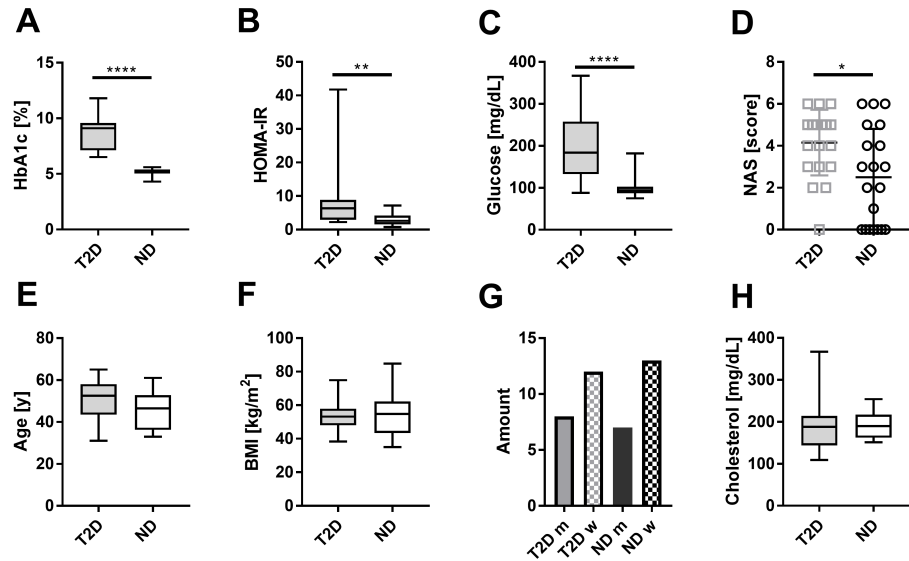 A
HbA1c [%]
15
10
5
0
****
T2D
ND
B
HOMA-IR
50
40
30
20
10
0
**
T2D
ND
C
Glucose [mg/dL]
400
300
200
100
0
****
T2D
ND
D
NAS [score]
8
6
4
2
0
*
T2D
ND
E
Age [y]
80
60
40
20
0
T2D
ND
F
BMI [kg/m²]
100
80
60
40
20
0
T2D
ND
G
Amount
15
10
5
0
T2D m
T2D w
ND m
ND w
H
Cholesterol [mg/dL]
400
300
200
100
0
T2D
ND